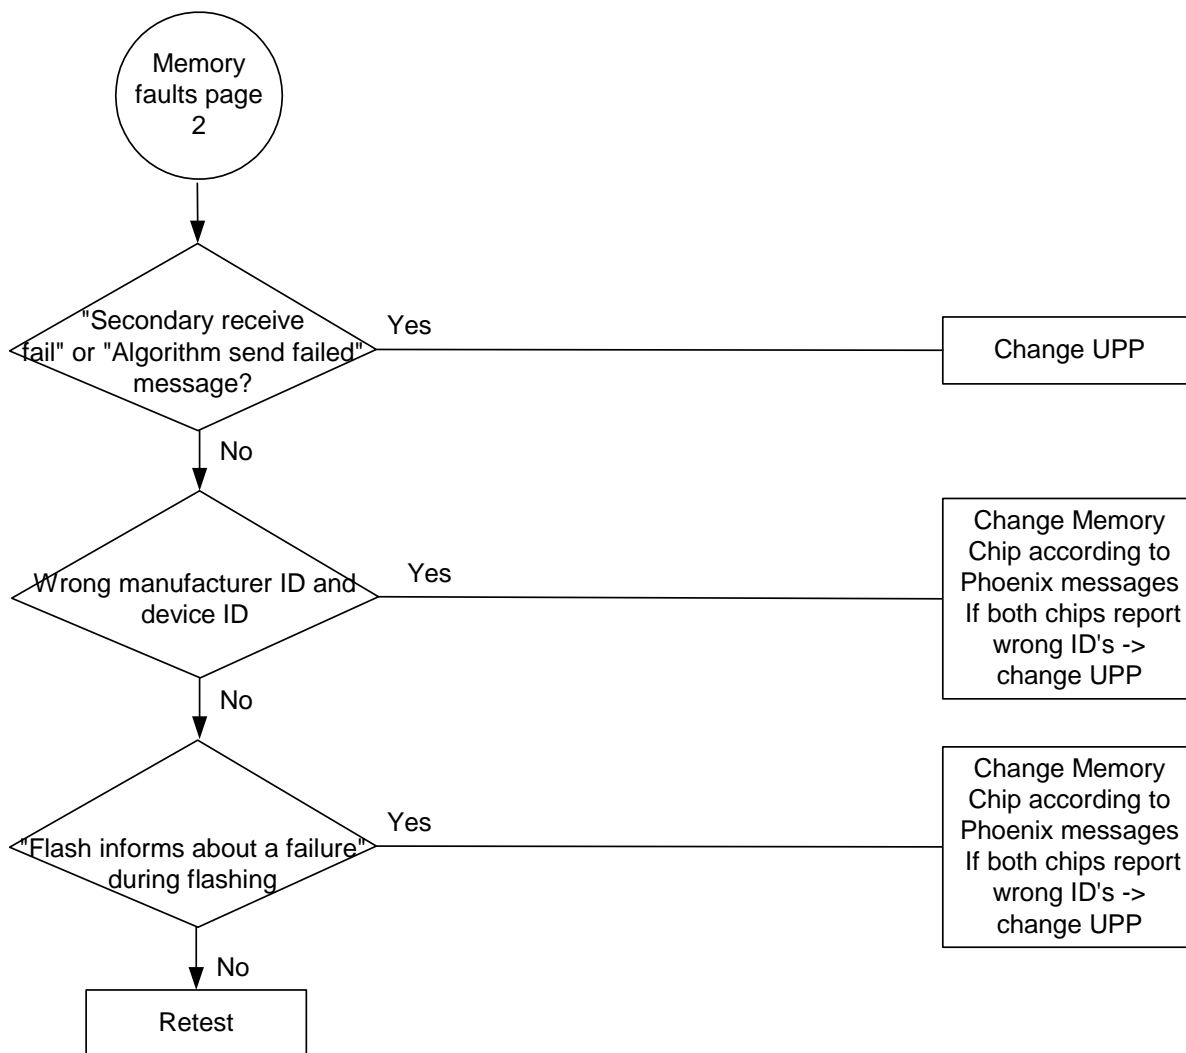 Memory
faults page
2
"Secondary receive
fail" or "Algorithm send failed"
message?
Yes
Change UPP
No
Wrong manufacturer ID and
device ID
Yes
Change Memory
Chip according to
Phoenix messages
If both chips report
wrong ID's ->
change UPP
No
"Flash informs about a failure"
during flashing
Yes
Change Memory
Chip according to
Phoenix messages
If both chips report
wrong ID's ->
change UPP
No
Retest